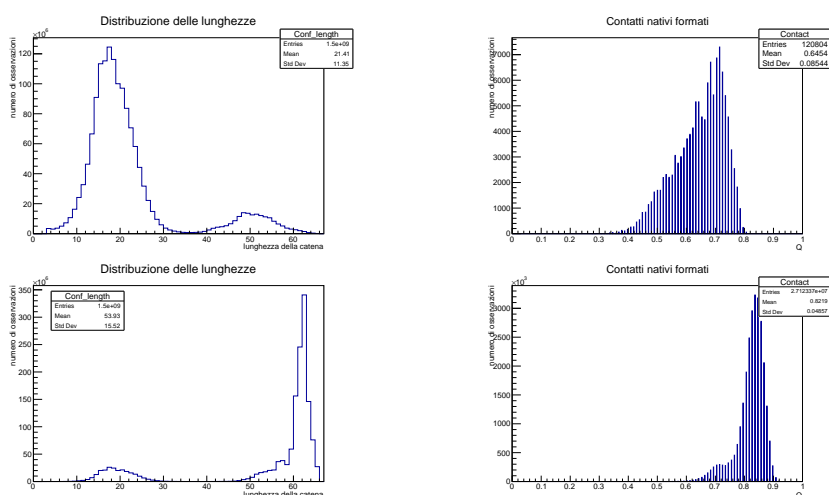 Distribuzione delle lunghezze
×10⁶
numero di osservazioni
Conf_length
Entries 1.5e+09
Mean 21.41
Std Dev 11.35
120
100
80
60
40
20
0
0 10 20 30 40 50 60
lunghezza della catena
Contatti nativi formati
numero di osservazioni
Contact
Entries 120804
Mean 0.6454
Std Dev 0.08544
7000
6000
5000
4000
3000
2000
1000
0
0 0.1 0.2 0.3 0.4 0.5 0.6 0.7 0.8 0.9 1
Q
Distribuzione delle lunghezze
×10⁶
numero di osservazioni
Conf_length
Entries 1.5e+09
Mean 53.93
Std Dev 15.52
350
300
250
200
150
100
50
0
0 10 20 30 40 50 60
lunghezza della catena
Contatti nativi formati
×10³
numero di osservazioni
Contact
Entries 2.712337e+07
Mean 0.8219
Std Dev 0.04857
3000
2500
2000
1500
1000
500
0
0 0.1 0.2 0.3 0.4 0.5 0.6 0.7 0.8 0.9 1
Q